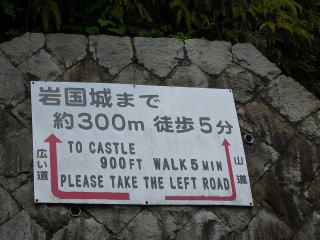 岩国城まで
約300m 徒歩5分
広い道
山道
TO CASTLE
900FT WALK 5 MIN
PLEASE TAKE THE LEFT ROAD